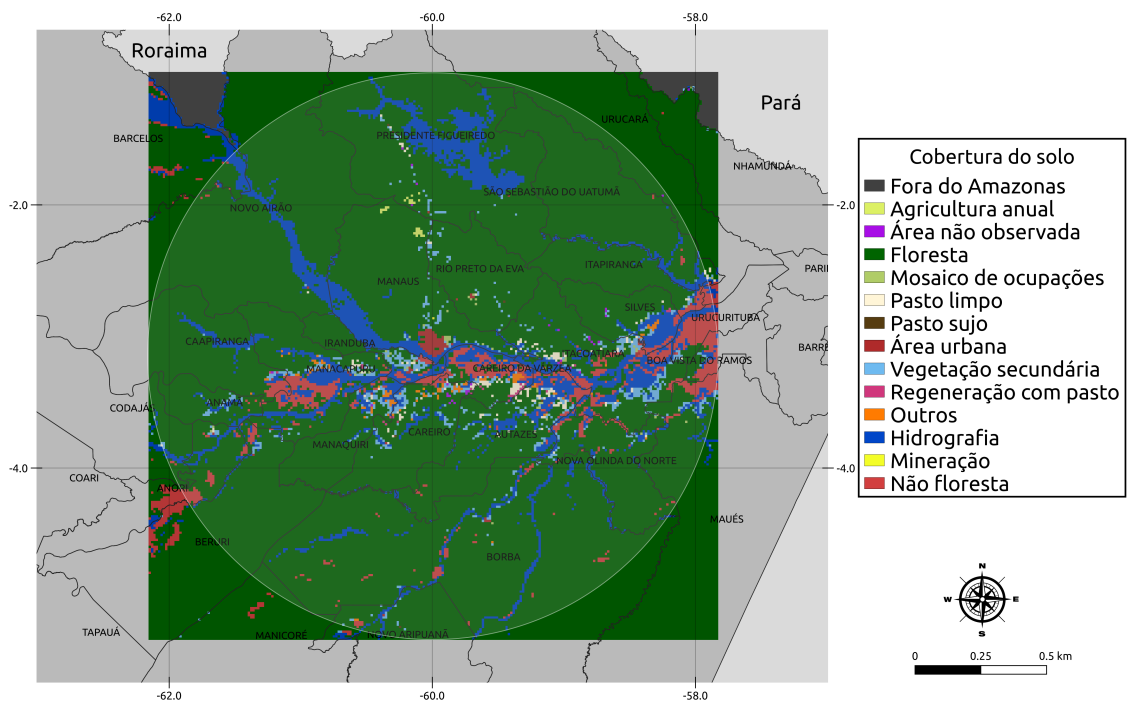 -62.0
-60.0
-58.0
Roraima
Pará
BARCELOS
PRESIDENTE FIGUEIREDO
URUCARÁ
NHAMUNDÁ
SÃO SEBASTIÃO DO UATUMÃ
-2.0
-2.0
NOVO AIRÃO
ITAPIRANGA
RIO PRETO DA EVA
PARI
MANAUS
SILVES
URUCURITUBA
CAAPIRANGA
IRANDUBA
BARRE
ITACOATIARA
BOA VISTA DO RAMOS
MANACAPURU
CAREIRO DA VÁRZEA
ANAMÃ
CODAJÁ
CAREIRO
AUTAZES
MANAQUIRI
NOVA OLINDA DO NORTE
-4.0
-4.0
COARI
ANORI
MAUÉS
BERURI
BORBA
TAPAUÁ
MANICORÉ
NOVO ARIPUANÃ
-62.0
-60.0
-58.0
Cobertura do solo
Fora do Amazonas
Agricultura anual
Área não observada
Floresta
Mosaico de ocupações
Pasto limpo
Pasto sujo
Área urbana
Vegetação secundária
Regeneração com pasto
Outros
Hidrografia
Mineração
Não floresta
N
W
E
S
0 0.25 0.5 km